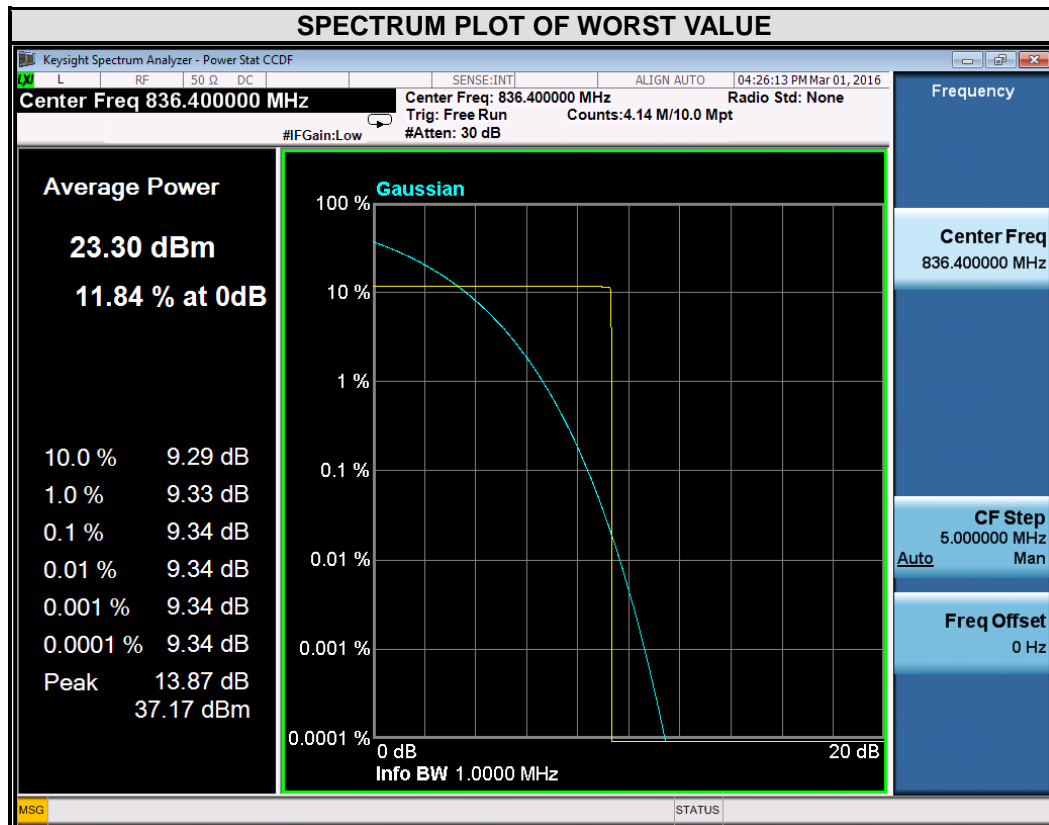 SPECTRUM PLOT OF WORST VALUE
Keysight Spectrum Analyzer - Power Stat CCDF
LXI L RF 50 Ω DC SENSE:INT ALIGN AUTO 04:26:13 PM Mar 01, 2016
Center Freq 836.400000 MHz
#IFGain:Low
Center Freq: 836.400000 MHz Radio Std: None
Trig: Free Run Counts:4.14 M/10.0 Mpt
#Atten: 30 dB
Average Power
23.30 dBm
11.84 % at 0dB
10.0 % 9.29 dB
1.0 % 9.33 dB
0.1 % 9.34 dB
0.01 % 9.34 dB
0.001 % 9.34 dB
0.0001 % 9.34 dB
Peak 13.87 dB
37.17 dBm
Gaussian
100 %
10 %
1 %
0.1 %
0.01 %
0.001 %
0.0001 %
0 dB 20 dB
Info BW 1.0000 MHz
Frequency
Center Freq
836.400000 MHz
CF Step
5.000000 MHz
Auto Man
Freq Offset
0 Hz
MSG STATUS